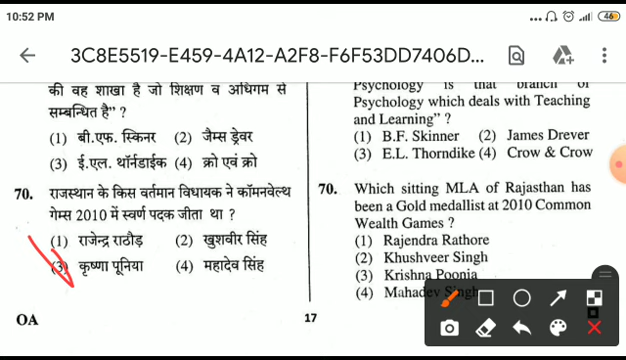 10:52 PM
46
3C8E5519-E459-4A12-A2F8-F6F53DD7406D...
की वह शाखा है जो शिक्षण व अधिगम से
सम्बन्धित है" ?
(1) बी.एफ. स्किनर (2) जैम्स ड्रेवर
(3) ई.एल. थॉर्नडाईक (4) क्रो एवं क्रो
70. राजस्थान के किस वर्तमान विधायक ने कॉमनवेल्थ
गेम्स 2010 में स्वर्ण पदक जीता था ?
(1) राजेन्द्र राठौड़ (2) खुशवीर सिंह
(3) कृष्णा पूनिया (4) महादेव सिंह
Psychology is that branch of
Psychology which deals with Teaching
and Learning" ?
(1) B.F. Skinner (2) James Drever
(3) E.L. Thorndike (4) Crow & Crow
70. Which sitting MLA of Rajasthan has
been a Gold medallist at 2010 Common
Wealth Games ?
(1) Rajendra Rathore
(2) Khushveer Singh
(3) Krishna Poonia
(4) Mahadev Singh
OA
17